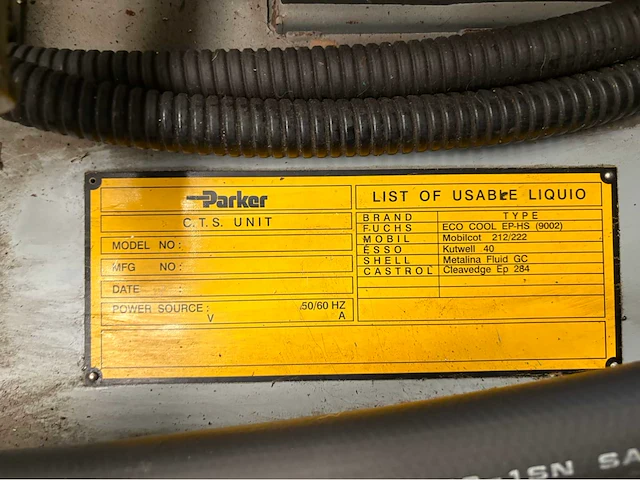 Parker
C.T.S. UNIT
MODEL NO :
MFG NO :
DATE :
POWER SOURCE : 50/60 HZ
V A
LIST OF USABLE LIQUIO
BRAND TYPE
FUCHS ECO COOL EP-HS (9002)
MOBIL Mobilcot 212/222
ESSO Kutwell 40
SHELL Metalina Fluid GC
CASTROL Cleavedge Ep 284
-1SN SA